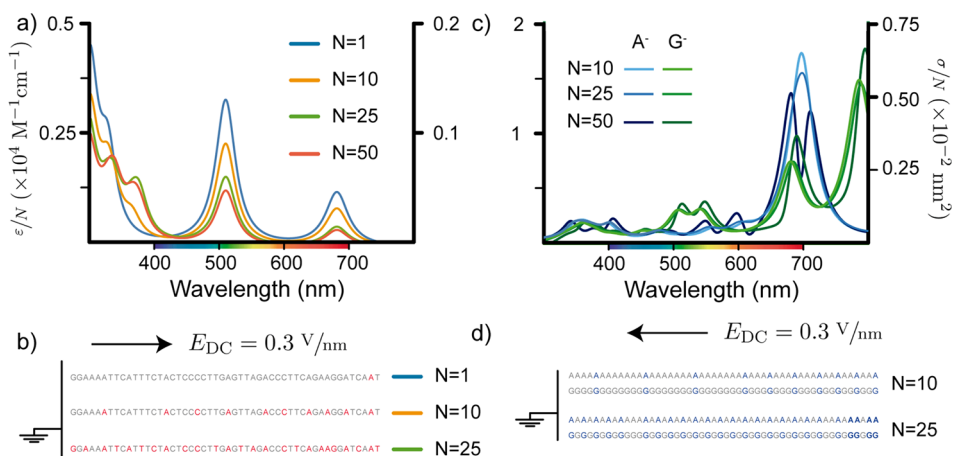 a)
0.5
0.25
ε/N (×10⁴ M⁻¹cm⁻¹)
0.2
0.1
N=1
N=10
N=25
N=50
400 500 600 700
Wavelength (nm)
c)
2
1
A⁻ G⁻
N=10
N=25
N=50
0.75
0.50
0.25
σ/N (×10⁻² nm²)
400 500 600 700
Wavelength (nm)
b)
E_DC = 0.3 V/nm
GGAAAATTCATTTCTACTCCCCTTGAGTTAGACCCTTCAGAAGGATCAAT N=1
GGAAAATTCATTTCTACTCCCCTTGAGTTAGACCCTTCAGAAGGATCAAT N=10
GGAAAATTCATTTCTACTCCCCTTGAGTTAGACCCTTCAGAAGGATCAAT N=25
d)
E_DC = 0.3 V/nm
AAAAAAAAAAAAAAAAAAAAAAAAAAAAAAAAAAAAAAAAAAAAAAAAAA
GGGGGGGGGGGGGGGGGGGGGGGGGGGGGGGGGGGGGGGGGGGGGGGGGG
N=10
AAAAAAAAAAAAAAAAAAAAAAAAAAAAAAAAAAAAAAAAAAAAAAAAAA
GGGGGGGGGGGGGGGGGGGGGGGGGGGGGGGGGGGGGGGGGGGGGGGGGG
N=25